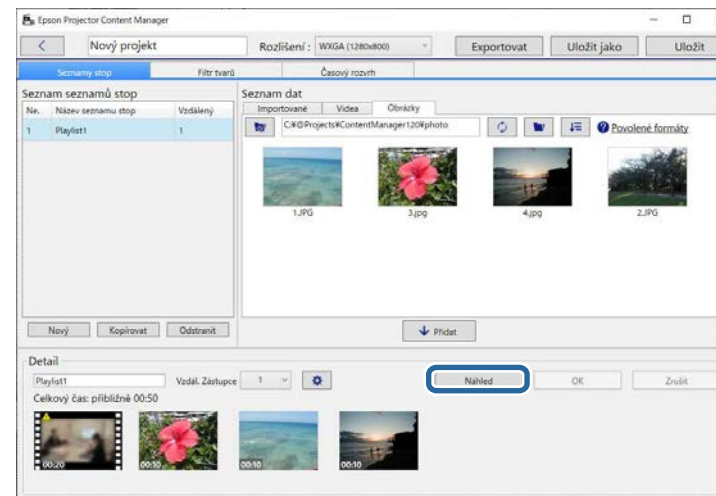 Epson Projector Content Manager
Nový projekt Rozlišení : WXGA (1280x800) Exportovat Uložit jako Uložit
Seznamy stop Filtr tvarů Časový rozvrh
Seznam seznamů stop Seznam dat
Ne. Název seznamu stop Vzdálený Importované Videa Obrázky
1 Playlist1 1 C:¥@Projects¥ContentManager120¥photo Povolené formáty
1.JPG 3.jpg 4.jpg 2.JPG
Nový Kopírovat Odstranit Přidat
Detail
Playlist1 Vzdál. Zástupce 1 Náhled OK Zrušit
Celkový čas: přibližně 00:50
00:20 00:10 00:10 00:10